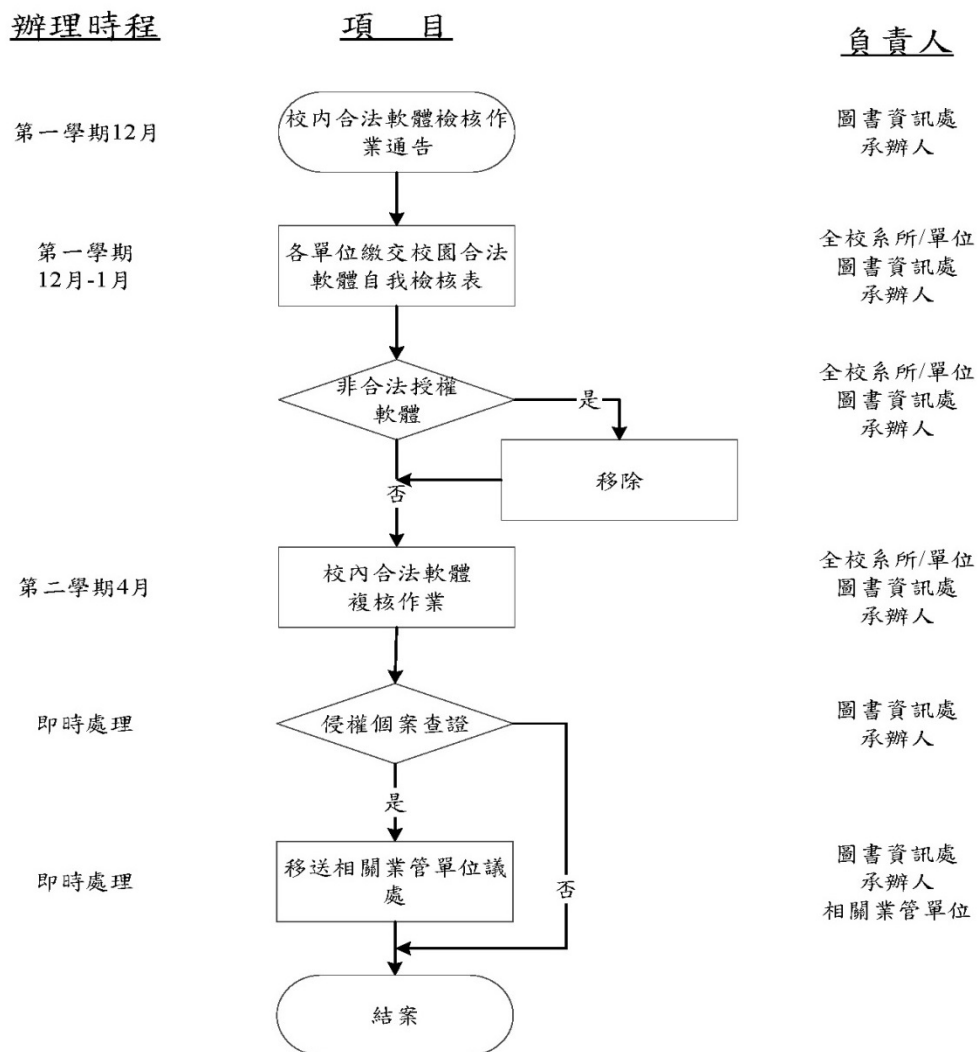 辦理時程
項 目
負責人
第一學期12月
校內合法軟體檢核作
業通告
圖書資訊處
承辦人
第一學期
12月-1月
各單位繳交校園合法
軟體自我檢核表
全校系所/單位
圖書資訊處
承辦人
非合法授權
軟體
是
移除
否
全校系所/單位
圖書資訊處
承辦人
第二學期4月
校內合法軟體
複核作業
全校系所/單位
圖書資訊處
承辦人
即時處理
侵權個案查證
圖書資訊處
承辦人
是
否
即時處理
移送相關業管單位議
處
圖書資訊處
承辦人
相關業管單位
結案